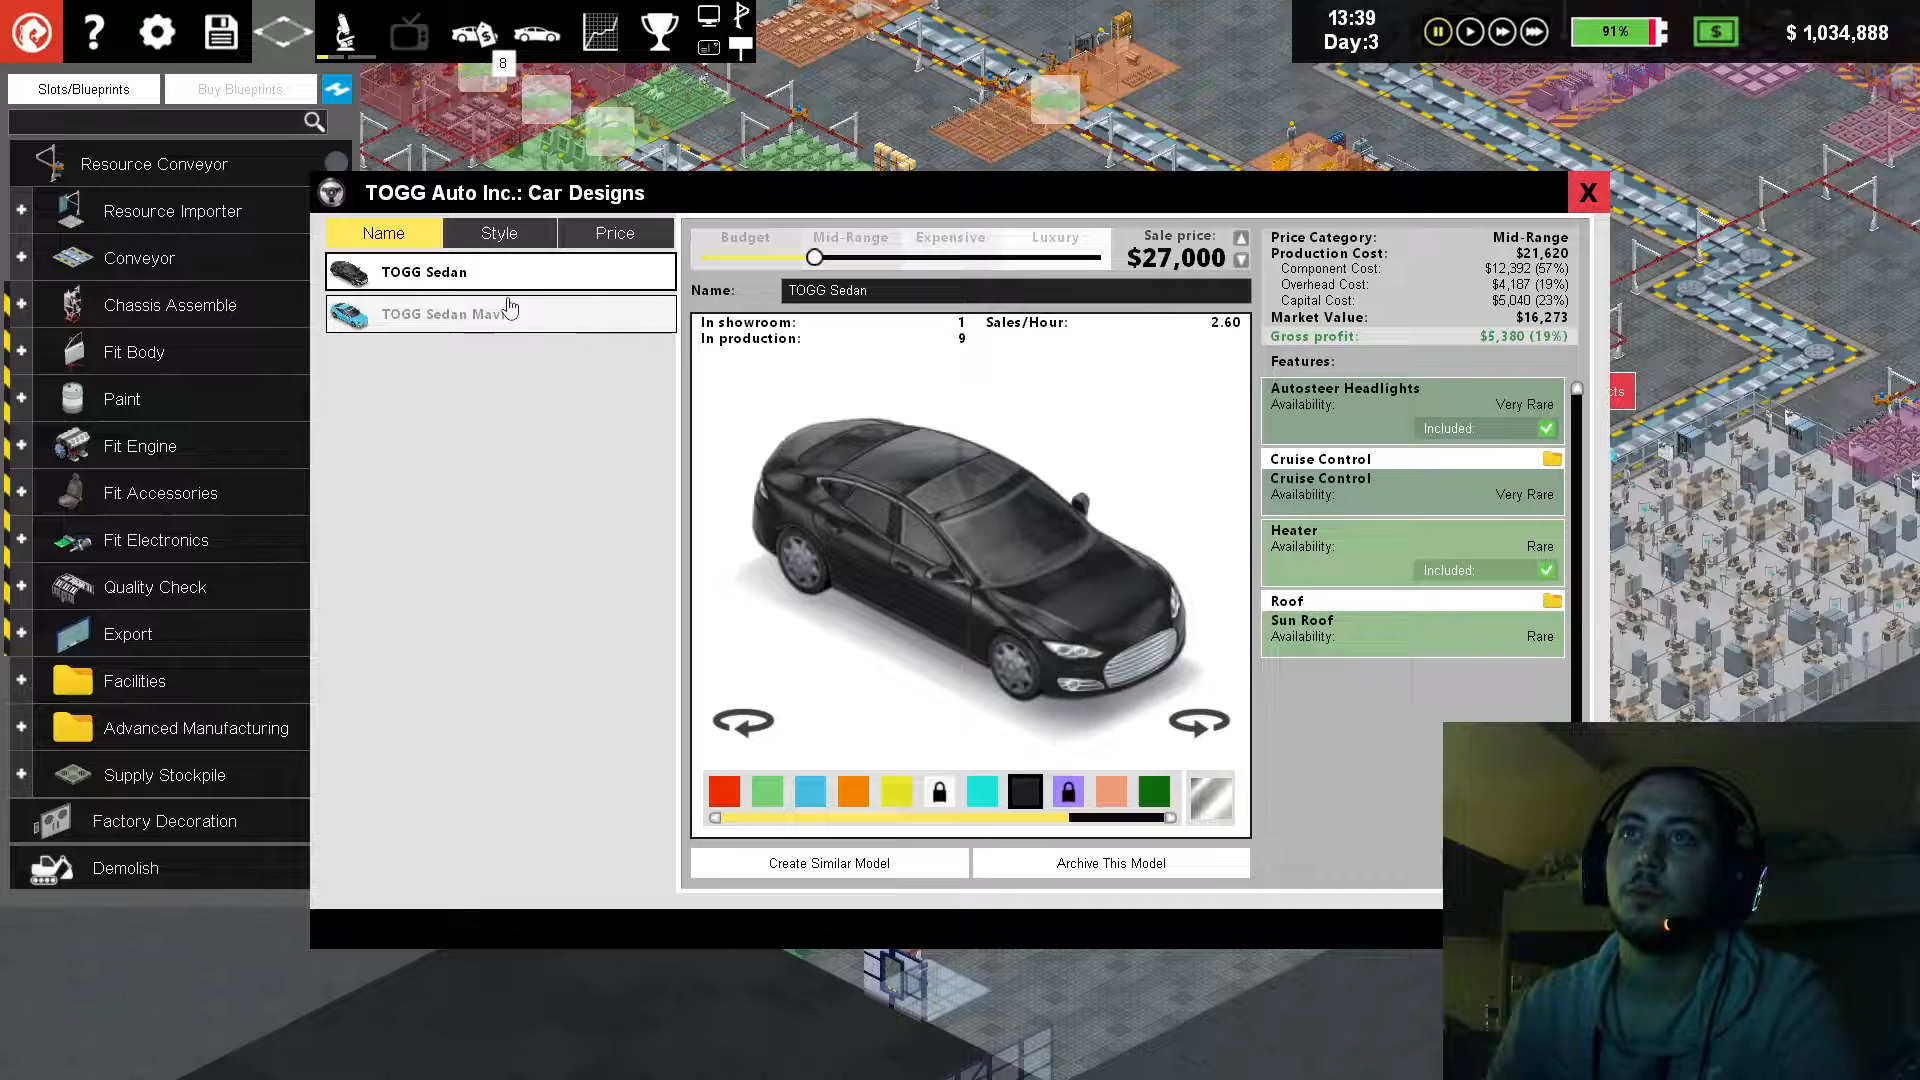 ?
8
13:39
Day:3
91%
$
$ 1,034,888
Slots/Blueprints
Buy Blueprints
Resource Conveyor
Resource Importer
Conveyor
Chassis Assemble
Fit Body
Paint
Fit Engine
Fit Accessories
Fit Electronics
Quality Check
Export
Facilities
Advanced Manufacturing
Supply Stockpile
Factory Decoration
Demolish
TOGG Auto Inc.: Car Designs
X
Name Style Price
TOGG Sedan
TOGG Sedan Mavi
Budget Mid-Range Expensive Luxury
Sale price:
$27,000
Name: TOGG Sedan
In showroom: 1 Sales/Hour: 2.60
In production: 9
Create Similar Model
Archive This Model
Price Category: Mid-Range
Production Cost: $21,620
Component Cost: $12,392 (57%)
Overhead Cost: $4,187 (19%)
Capital Cost: $5,040 (23%)
Market Value: $16,273
Gross profit: $5,380 (19%)
Features:
Autosteer Headlights
Availability: Very Rare
Included:
Cruise Control
Cruise Control
Availability: Very Rare
Heater
Availability: Rare
Included:
Roof
Sun Roof
Availability: Rare